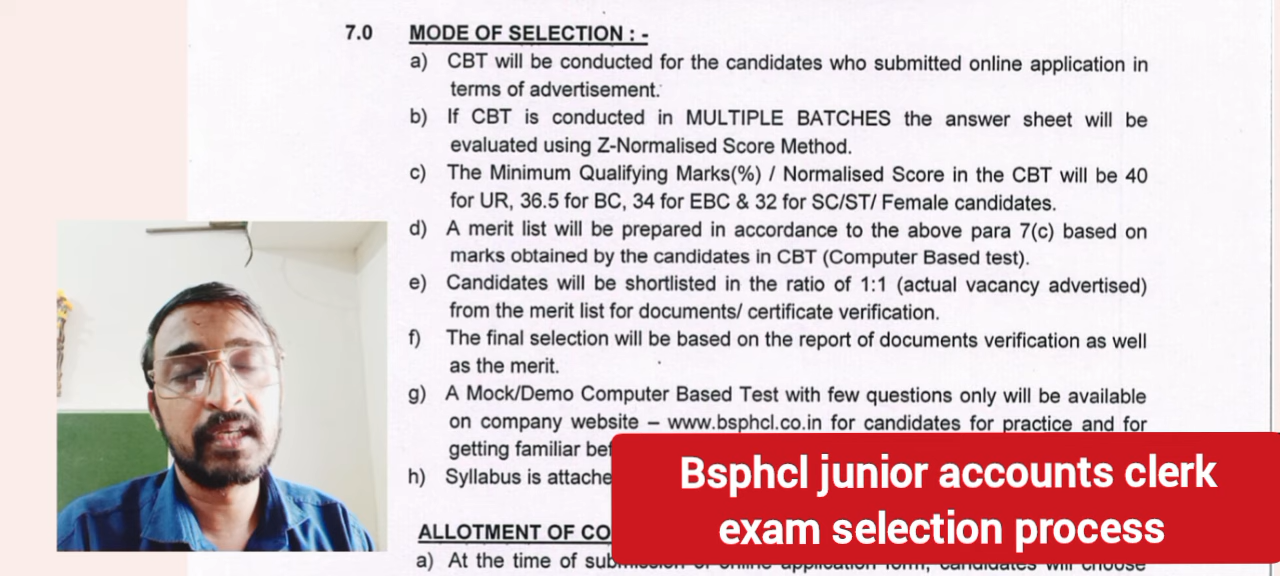 7.0 MODE OF SELECTION : -
a) CBT will be conducted for the candidates who submitted online application in
terms of advertisement.
b) If CBT is conducted in MULTIPLE BATCHES the answer sheet will be
evaluated using Z-Normalised Score Method.
c) The Minimum Qualifying Marks(%) / Normalised Score in the CBT will be 40
for UR, 36.5 for BC, 34 for EBC & 32 for SC/ST/ Female candidates.
d) A merit list will be prepared in accordance to the above para 7(c) based on
marks obtained by the candidates in CBT (Computer Based test).
e) Candidates will be shortlisted in the ratio of 1:1 (actual vacancy advertised)
from the merit list for documents/ certificate verification.
f) The final selection will be based on the report of documents verification as well
as the merit.
g) A Mock/Demo Computer Based Test with few questions only will be available
on company website – www.bsphcl.co.in for candidates for practice and for
getting familiar
h) Syllabus is
ALLOTMENT OF
a) At the time of online application form, candidates will choose
Bsphcl junior accounts clerk
exam selection process